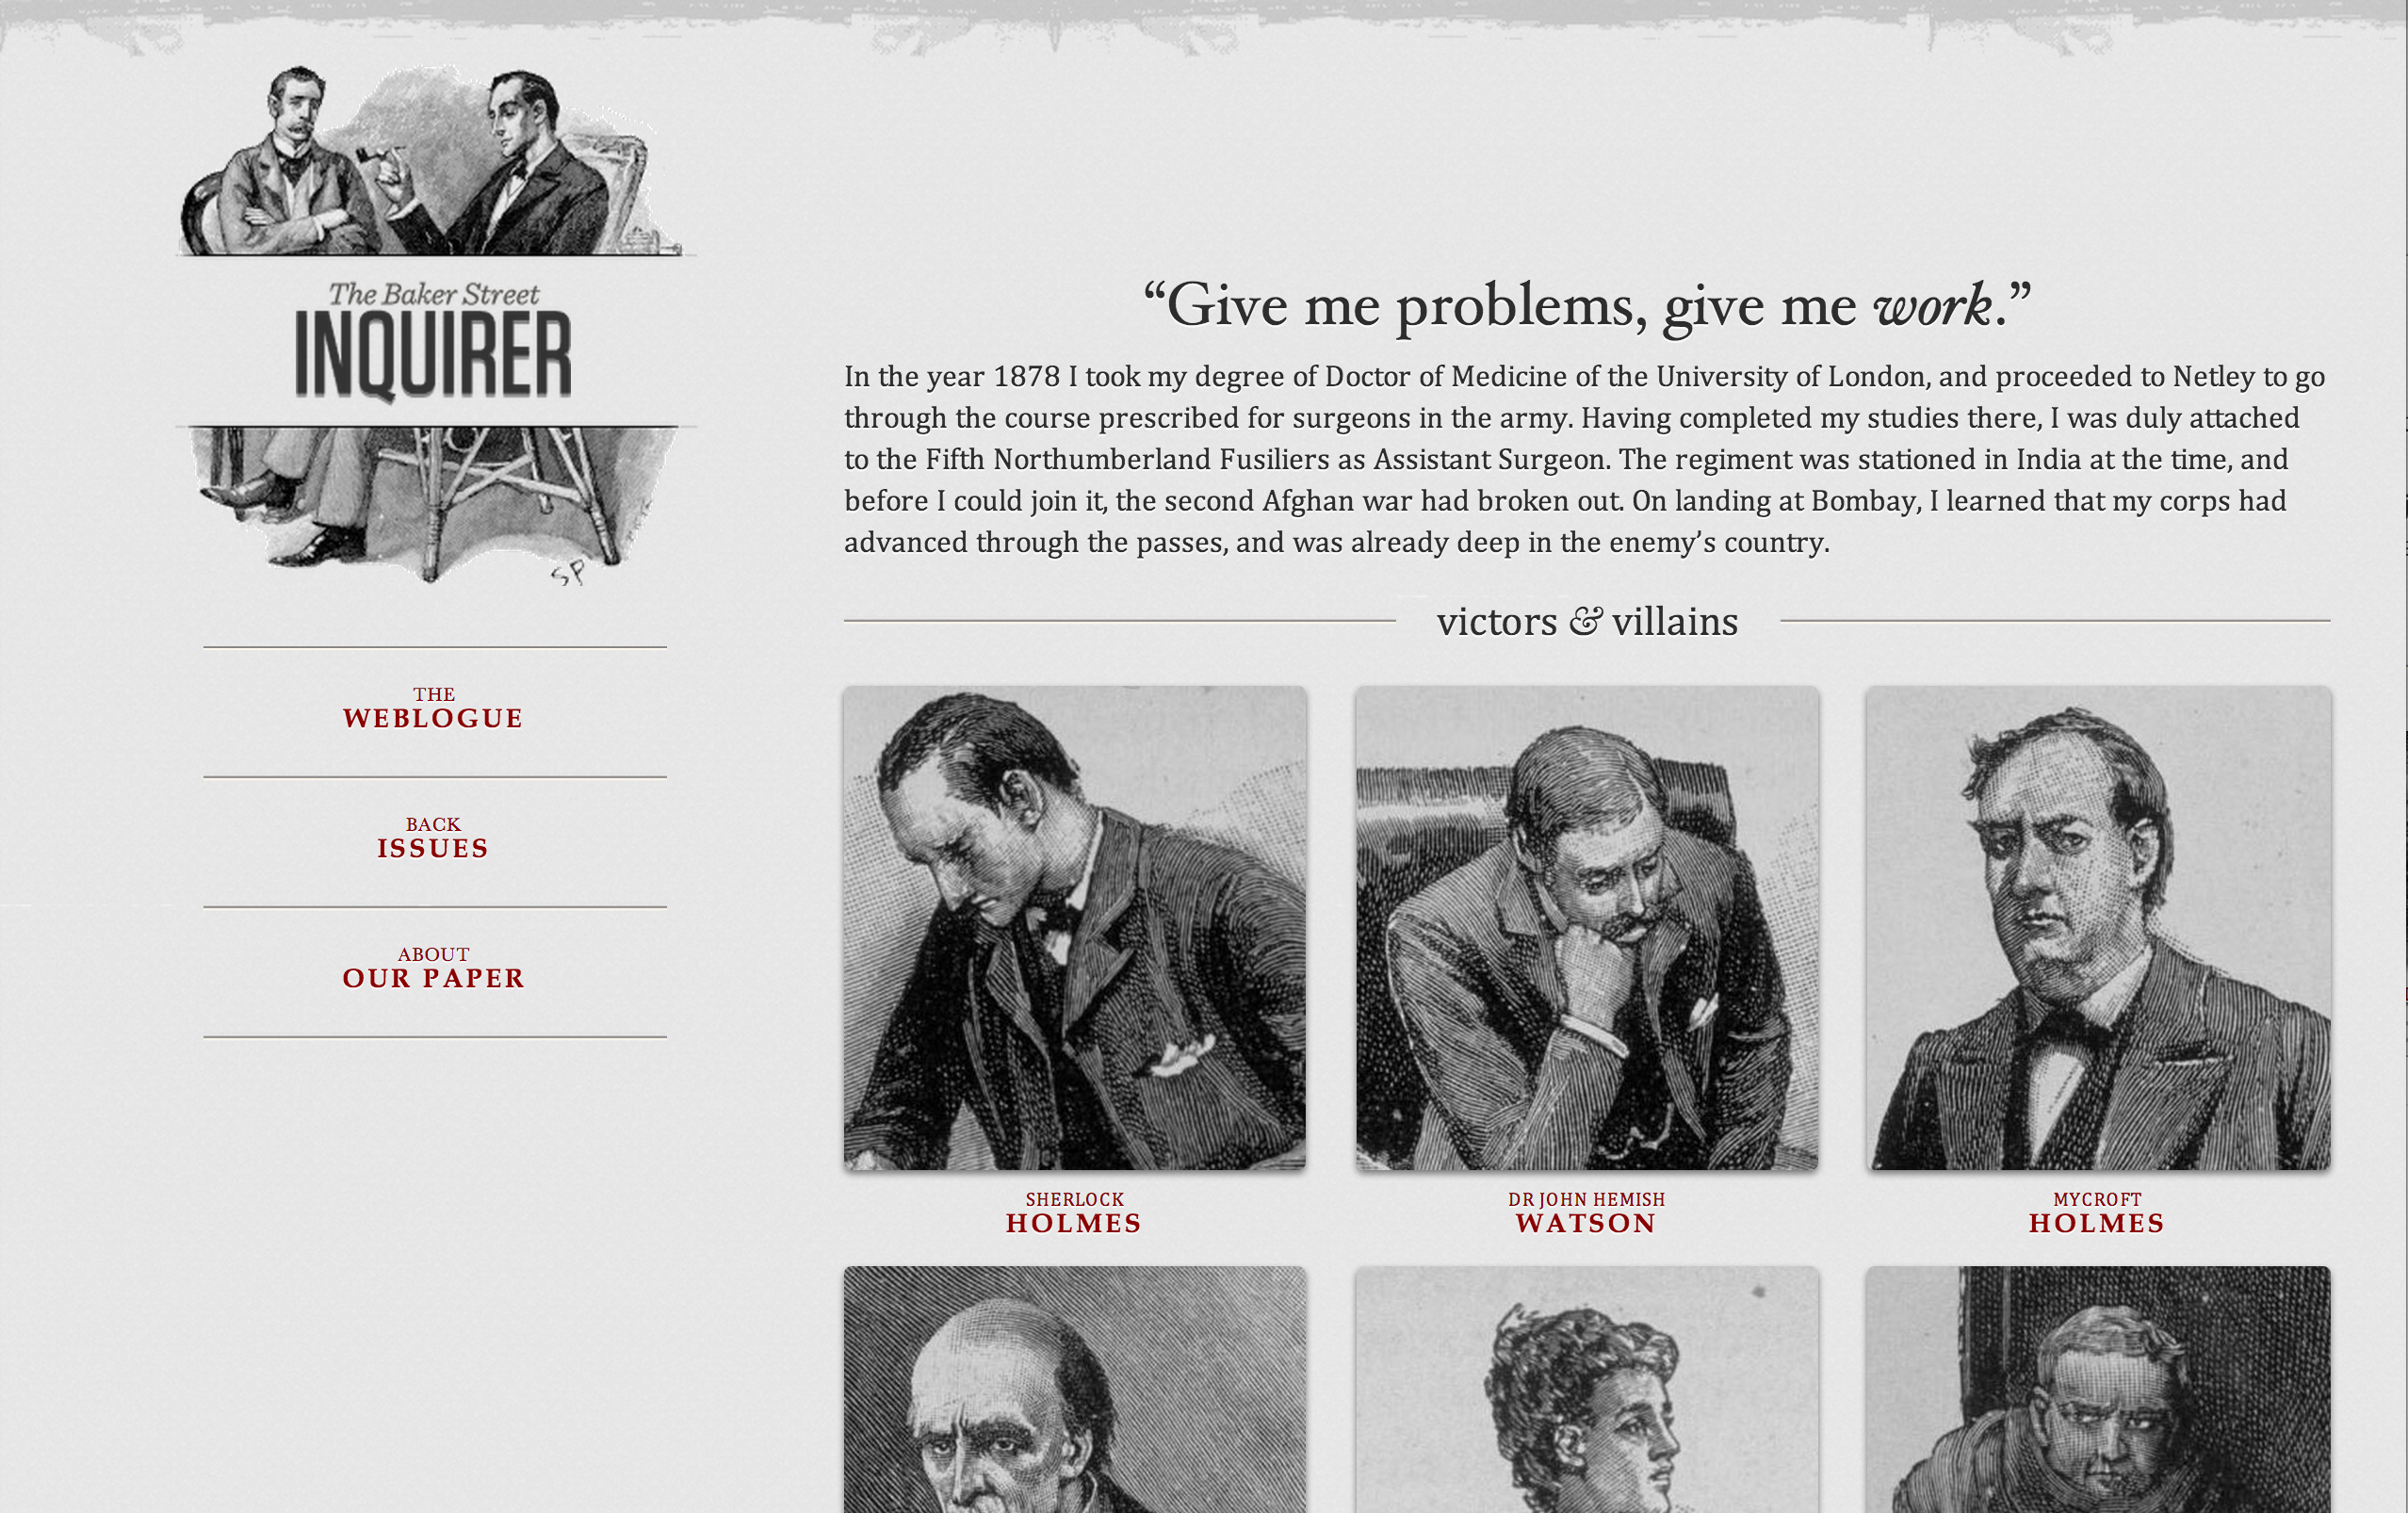 The Baker Street
INQUIRER
SP
THE
WEBLOGUE
BACK
ISSUES
ABOUT
OUR PAPER
“Give me problems, give me work.”
In the year 1878 I took my degree of Doctor of Medicine of the University of London, and proceeded to Netley to go
through the course prescribed for surgeons in the army. Having completed my studies there, I was duly attached
to the Fifth Northumberland Fusiliers as Assistant Surgeon. The regiment was stationed in India at the time, and
before I could join it, the second Afghan war had broken out. On landing at Bombay, I learned that my corps had
advanced through the passes, and was already deep in the enemy’s country.
victors & villains
SHERLOCK
HOLMES
DR JOHN HEMISH
WATSON
MYCROFT
HOLMES